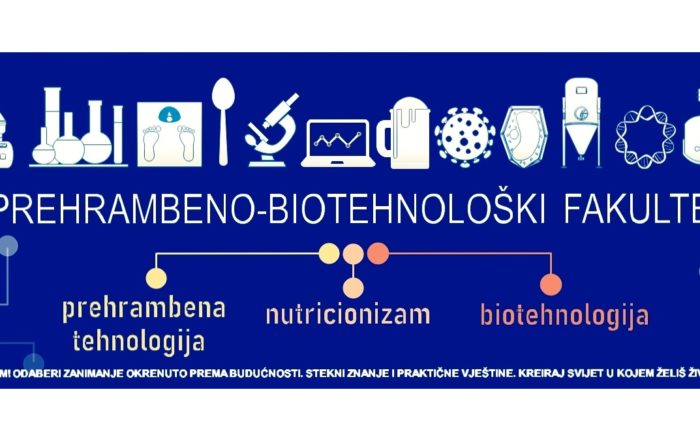 PREHRAMBENO-BIOTEHNOLOŠKI FAKULTE
prehrambena
tehnologija
nutricionizam
biotehnologija
M! ODABERI ZANIMANJE OKRENUTO PREMA BUDUĆNOSTI. STEKNI ZNANJE I PRAKTIČNE VJEŠTINE. KREIRAJ SVIJET U KOJEM ŽELIŠ ŽIV